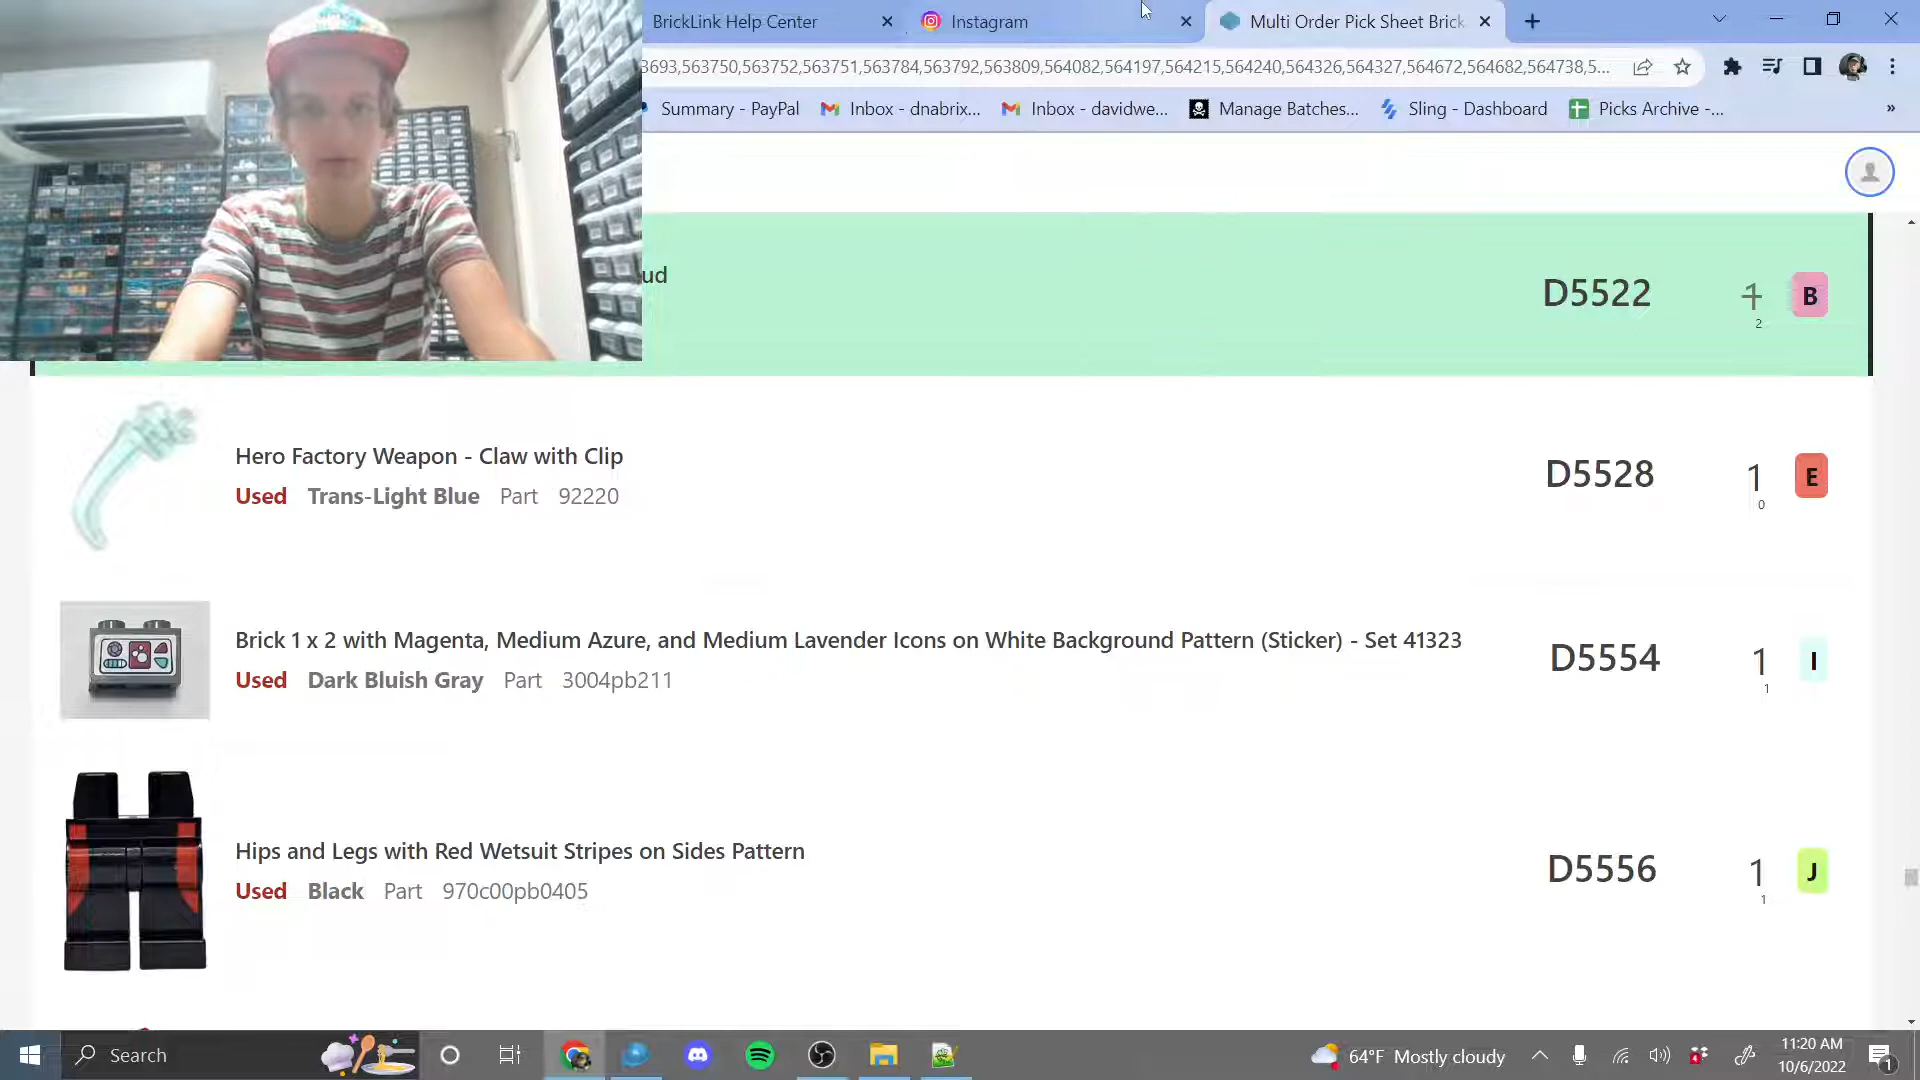 BrickLink Help Center
Instagram
Multi Order Pick Sheet Brick
3693,563750,563752,563751,563784,563792,563809,564082,564197,564215,564240,564326,564327,564672,564682,564738,5...
Summary - PayPal
Inbox - dnabrix...
Inbox - davidwe...
Manage Batches...
Sling - Dashboard
Picks Archive -...
»
ud
D5522
1
B
2
Hero Factory Weapon - Claw with Clip
Used Trans-Light Blue Part 92220
D5528
1
E
0
Brick 1 x 2 with Magenta, Medium Azure, and Medium Lavender Icons on White Background Pattern (Sticker) - Set 41323
Used Dark Bluish Gray Part 3004pb211
D5554
1
I
1
Hips and Legs with Red Wetsuit Stripes on Sides Pattern
Used Black Part 970c00pb0405
D5556
1
J
1
Search
64°F Mostly cloudy
11:20 AM
10/6/2022
1